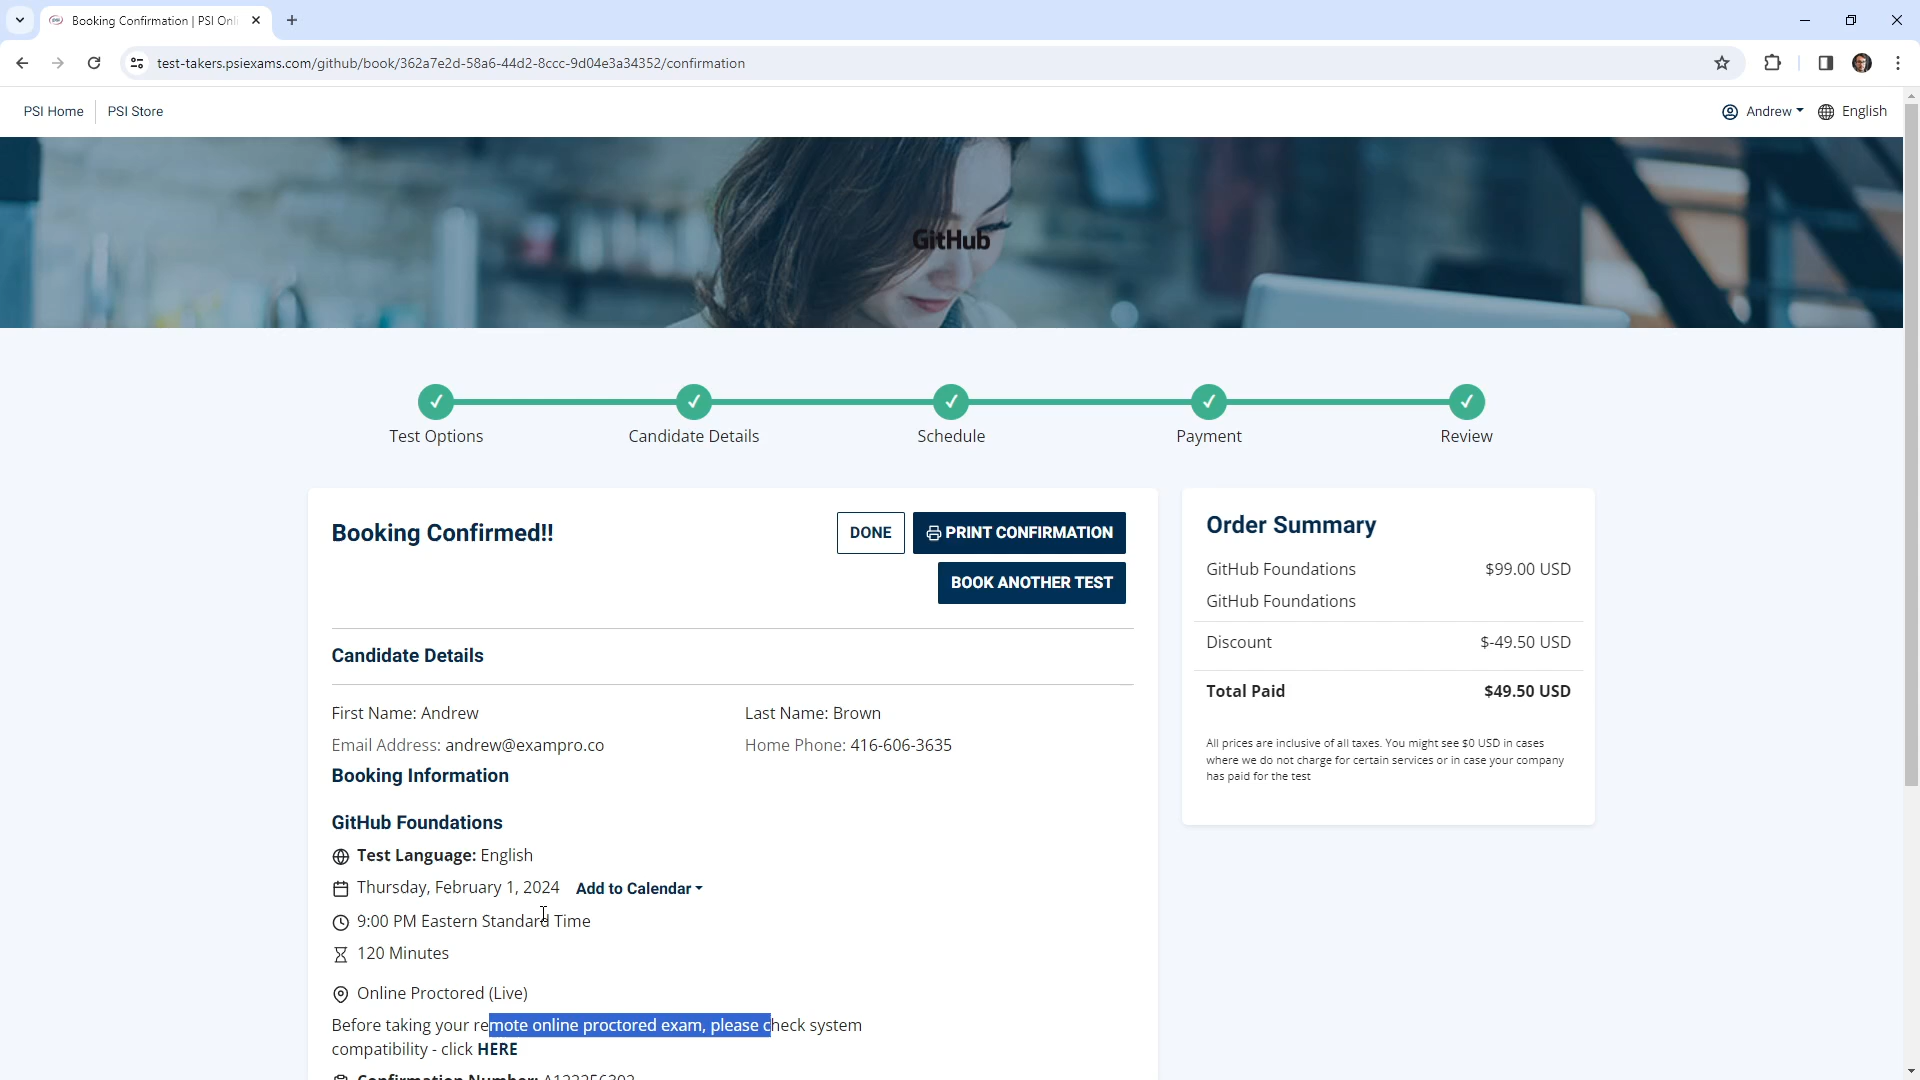 Booking Confirmation | PSI Onli
test-takers.psiexams.com/github/book/362a7e2d-58a6-44d2-8ccc-9d04e3a34352/confirmation
PSI Home
PSI Store
Andrew
English
GitHub
Test Options
Candidate Details
Schedule
Payment
Review
Booking Confirmed!!
DONE
PRINT CONFIRMATION
BOOK ANOTHER TEST
Candidate Details
First Name: Andrew
Last Name: Brown
Email Address: andrew@exampro.co
Home Phone: 416-606-3635
Booking Information
GitHub Foundations
Test Language: English
Thursday, February 1, 2024 Add to Calendar
9:00 PM Eastern Standard Time
120 Minutes
Online Proctored (Live)
Before taking your remote online proctored exam, please check system
compatibility - click HERE
Confirmation Number: A122256302
Order Summary
GitHub Foundations $99.00 USD
GitHub Foundations
Discount $-49.50 USD
Total Paid $49.50 USD
All prices are inclusive of all taxes. You might see $0 USD in cases
where we do not charge for certain services or in case your company
has paid for the test